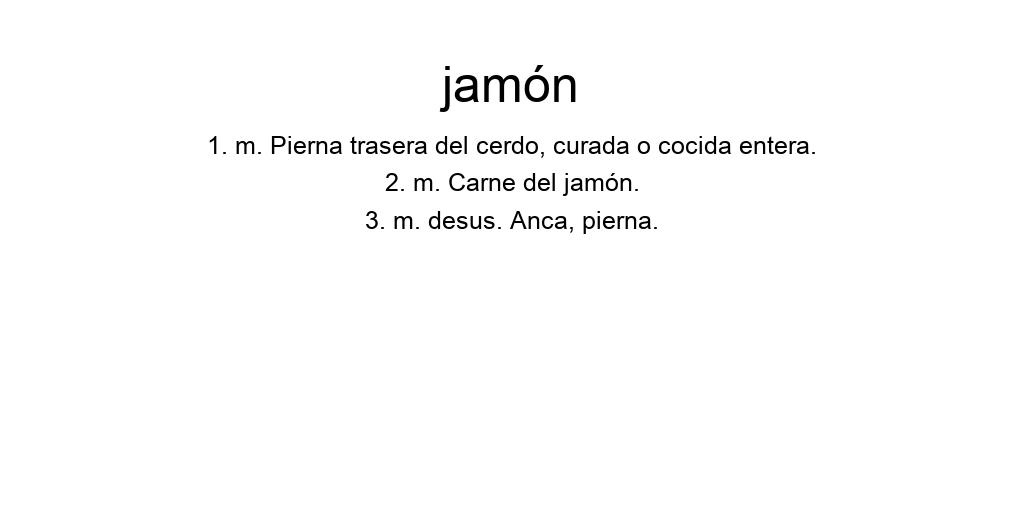 jamón
1. m. Pierna trasera del cerdo, curada o cocida entera.
2. m. Carne del jamón.
3. m. desus. Anca, pierna.